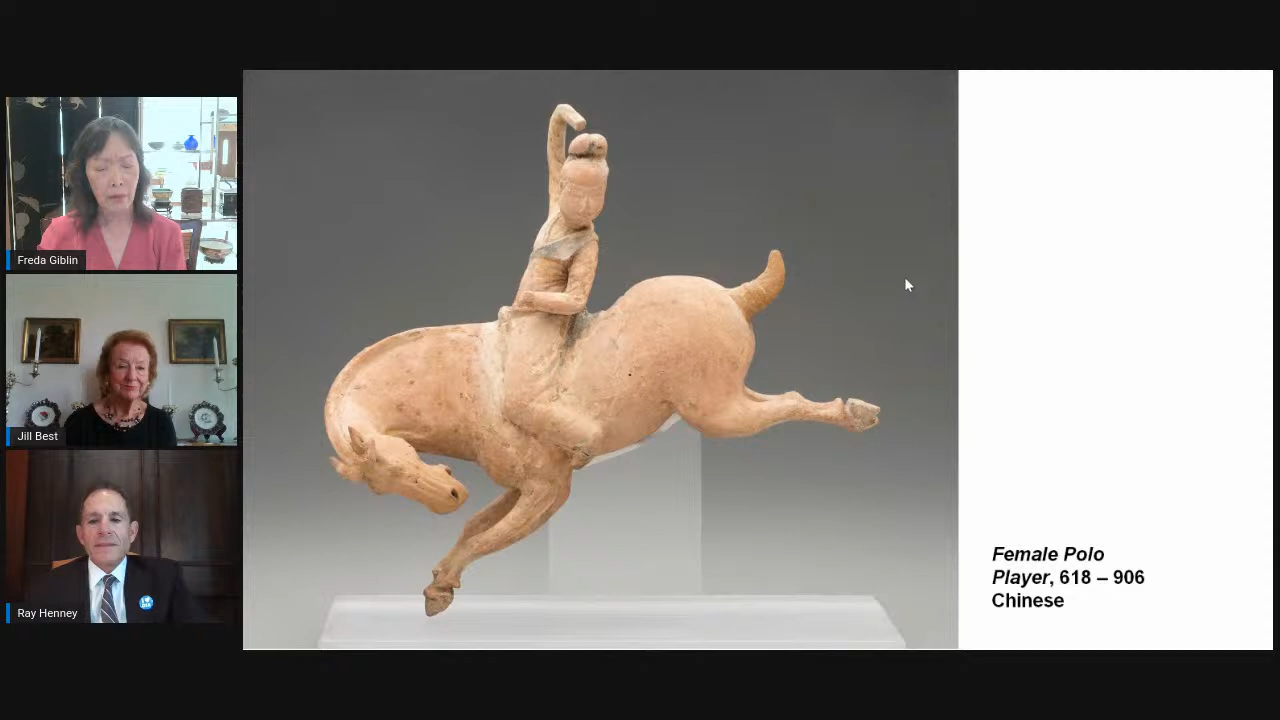 Freda Giblin
Jill Best
Ray Henney
Female Polo
Player, 618 – 906
Chinese